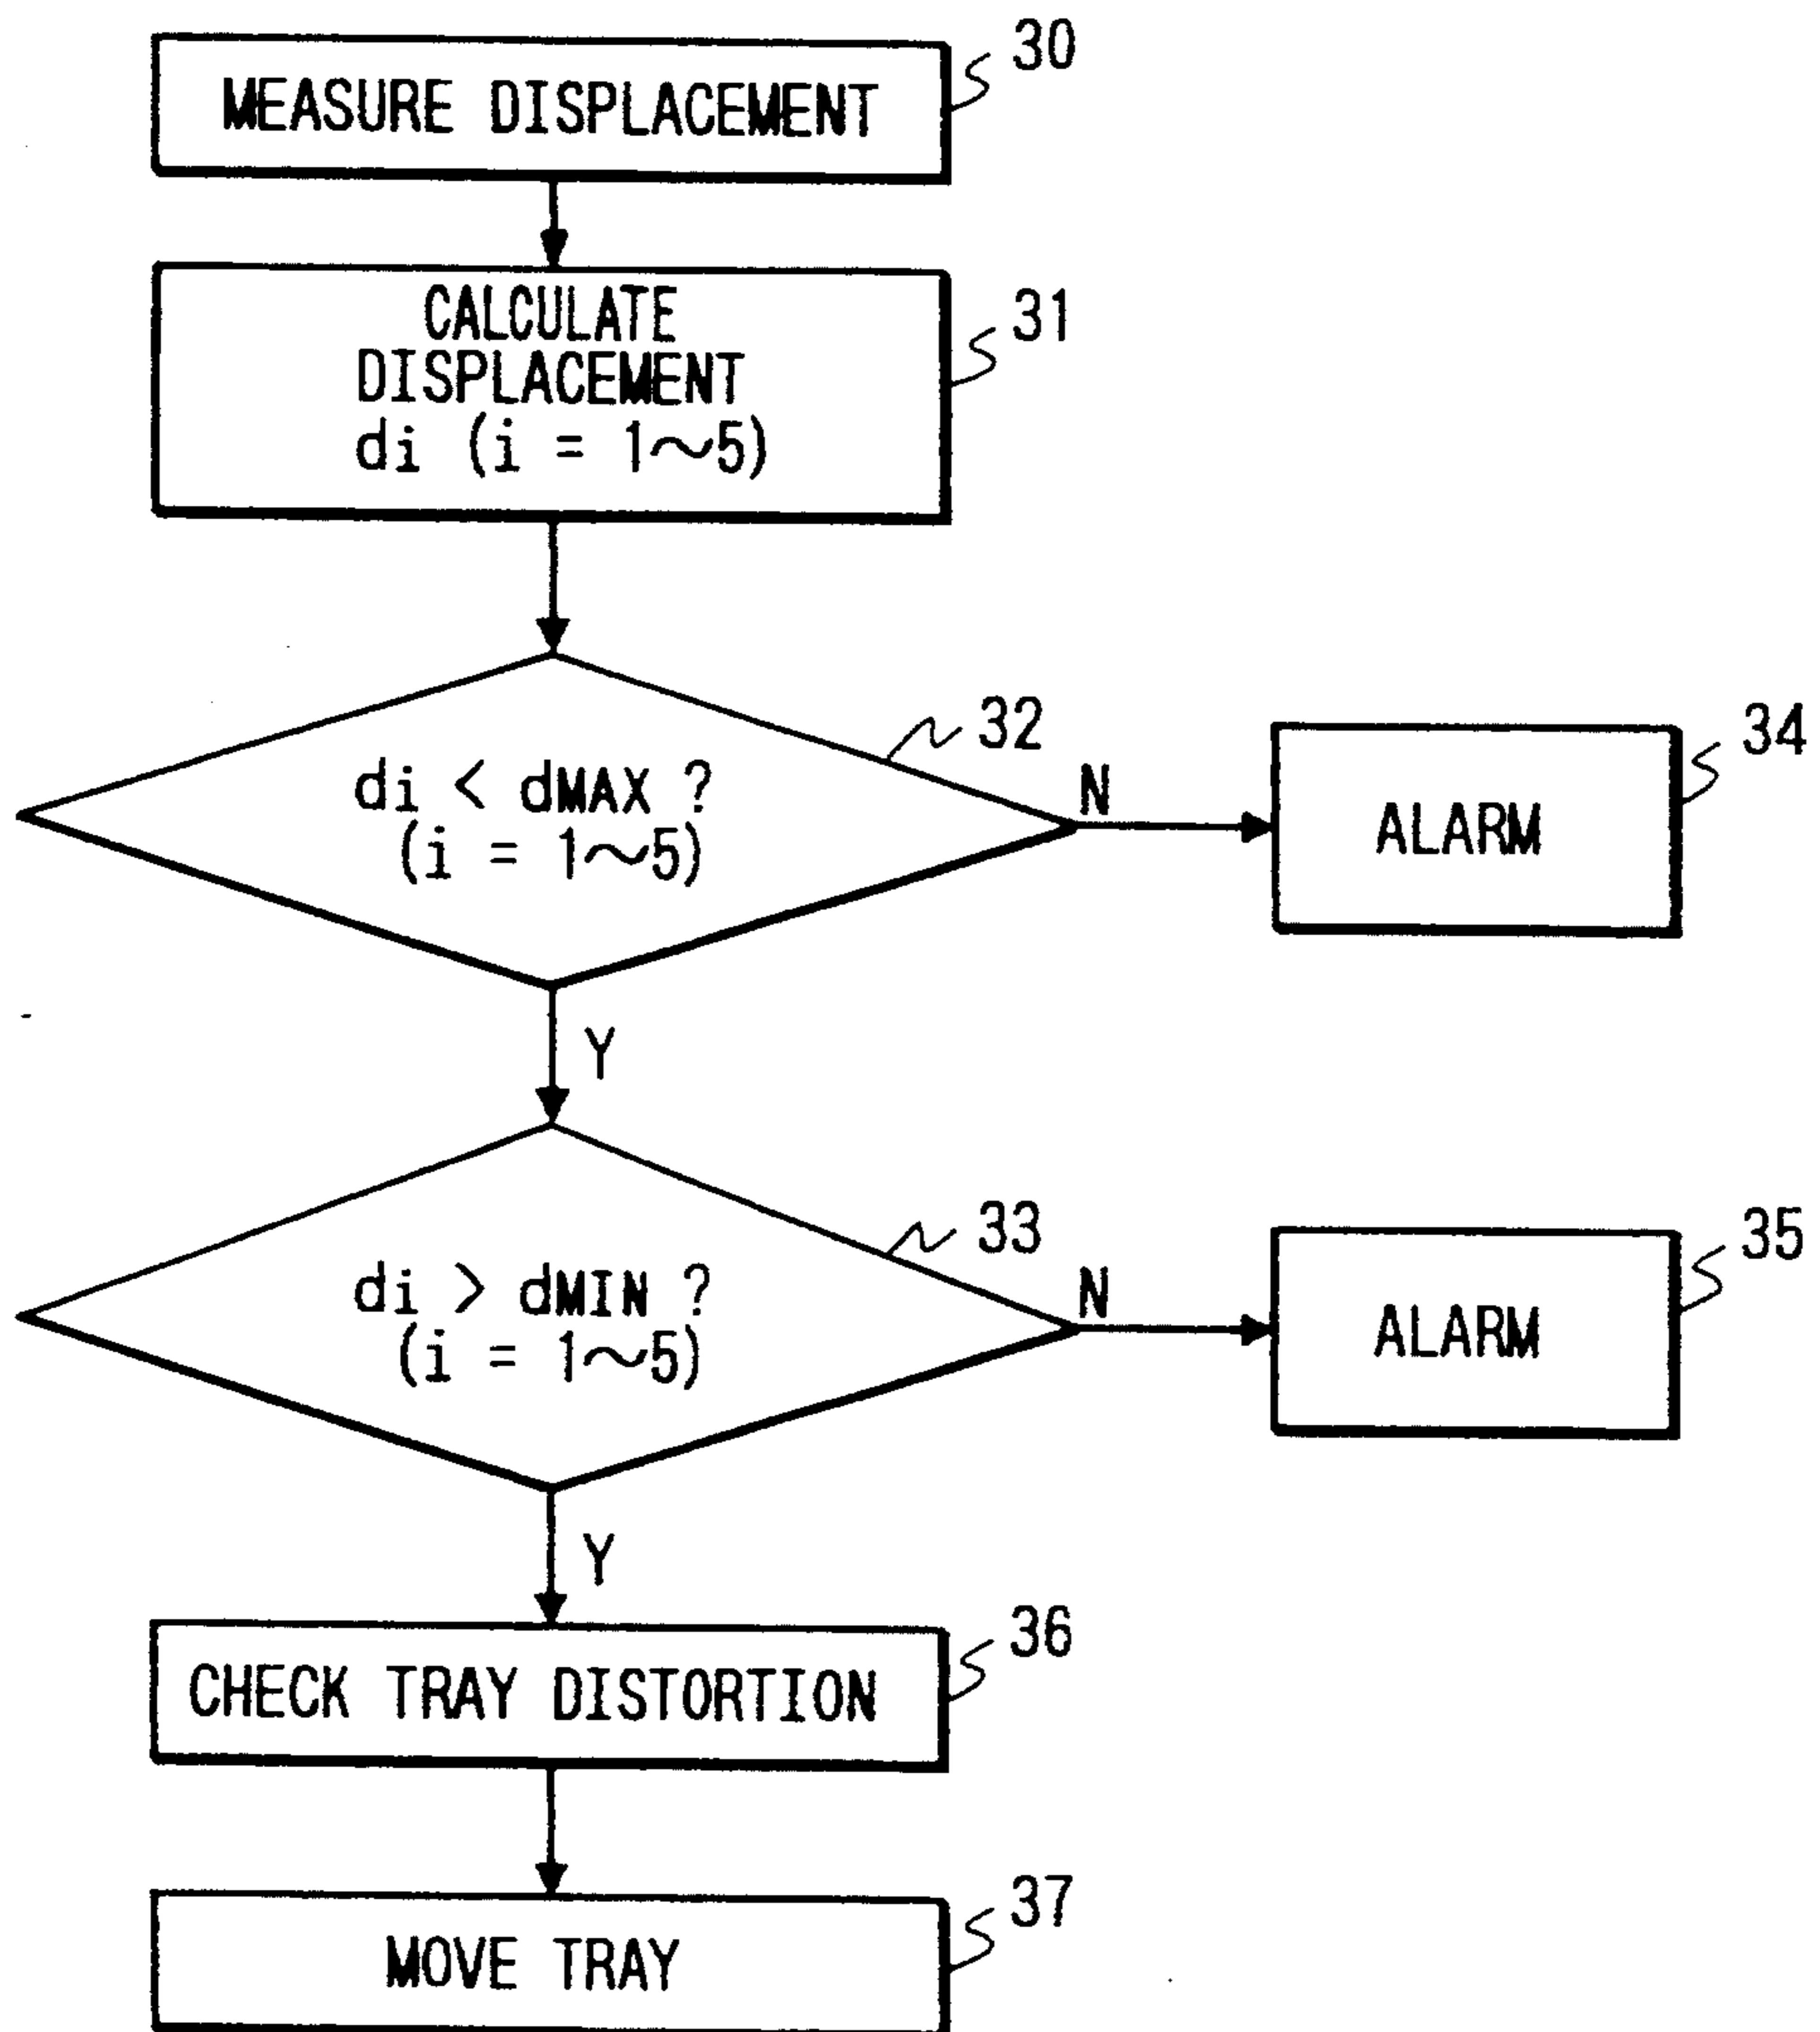 30
MEASURE DISPLACEMENT
31
CALCULATE
DISPLACEMENT
di (i = 1~5)
32
di < dMAX ?
(i = 1~5)
N
34
ALARM
Y
33
di > dMIN ?
(i = 1~5)
N
35
ALARM
Y
36
CHECK TRAY DISTORTION
37
MOVE TRAY